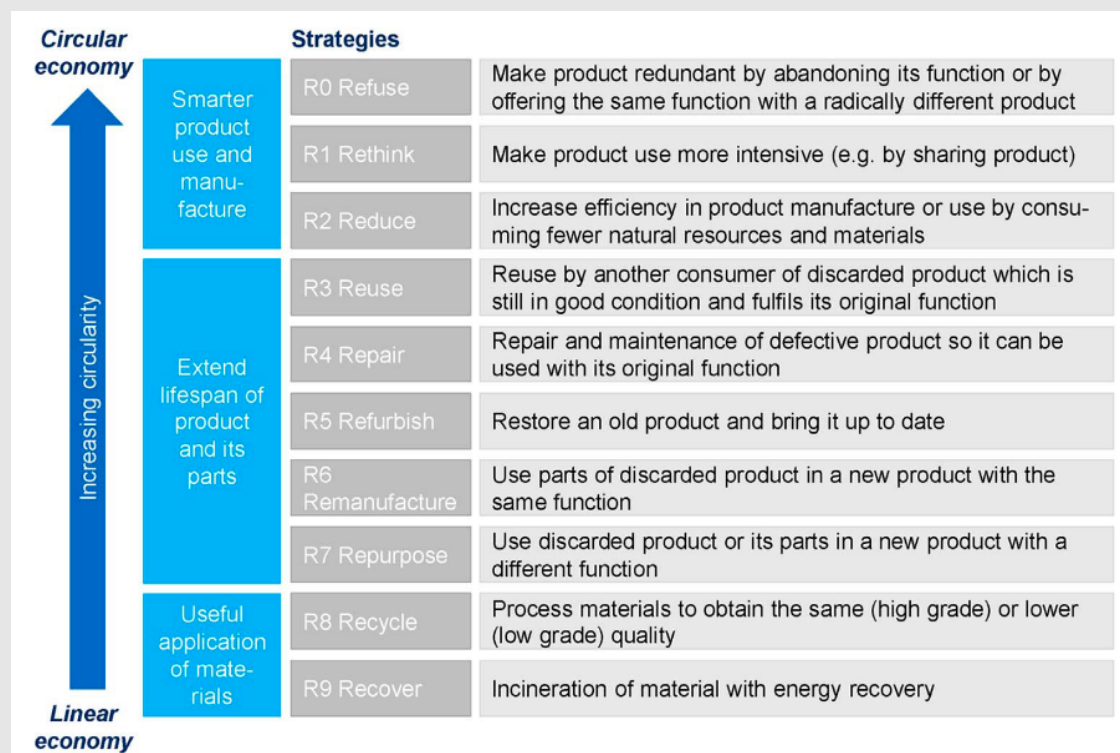 Circular
economy
Strategies
Smarter
product
use and
manu-
facture
R0 Refuse
Make product redundant by abandoning its function or by
offering the same function with a radically different product
R1 Rethink
Make product use more intensive (e.g. by sharing product)
R2 Reduce
Increase efficiency in product manufacture or use by consu-
ming fewer natural resources and materials
Increasing circularity
Extend
lifespan of
product
and its
parts
R3 Reuse
Reuse by another consumer of discarded product which is
still in good condition and fulfils its original function
R4 Repair
Repair and maintenance of defective product so it can be
used with its original function
R5 Refurbish
Restore an old product and bring it up to date
R6
Remanufacture
Use parts of discarded product in a new product with the
same function
R7 Repurpose
Use discarded product or its parts in a new product with a
different function
Useful
application
of mate-
rials
R8 Recycle
Process materials to obtain the same (high grade) or lower
(low grade) quality
R9 Recover
Incineration of material with energy recovery
Linear
economy